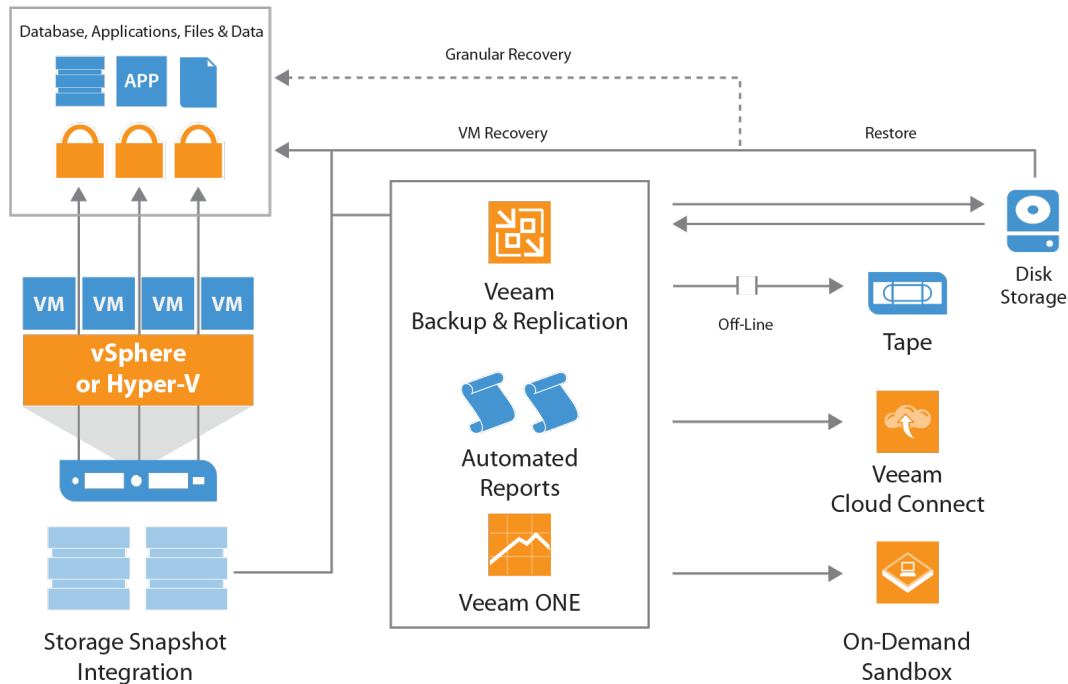 Database, Applications, Files & Data
APP
Granular Recovery
VM Recovery
Restore
VM
VM
VM
VM
vSphere
or Hyper-V
Storage Snapshot
Integration
Veeam
Backup & Replication
Automated
Reports
Veeam ONE
Disk
Storage
Off-Line
Tape
Veeam
Cloud Connect
On-Demand
Sandbox